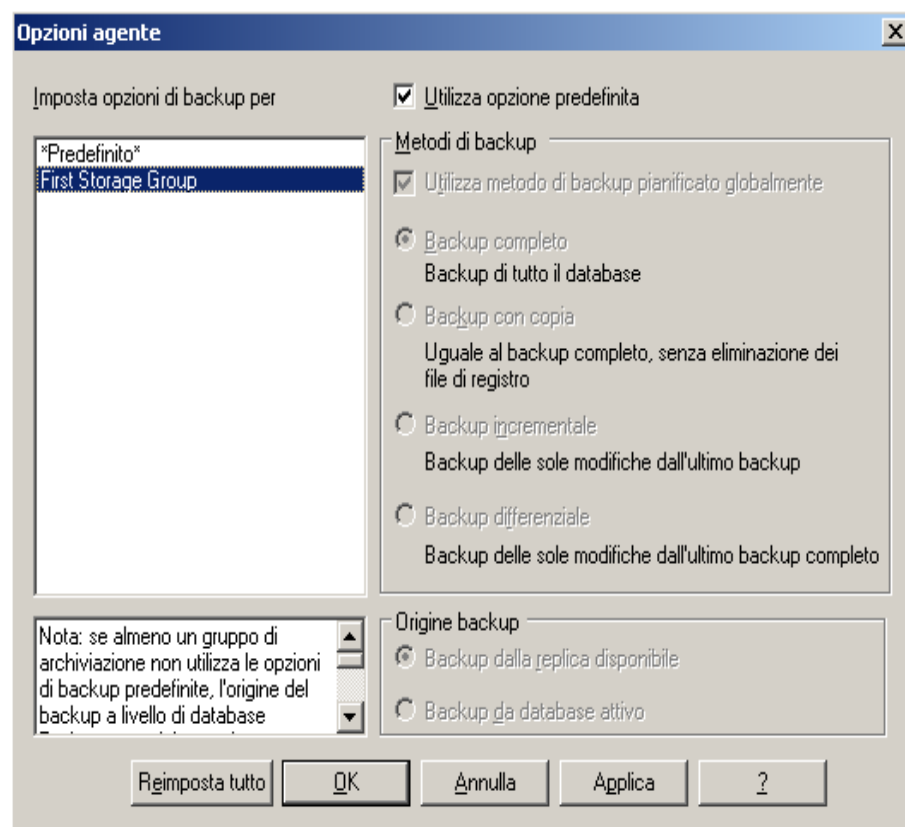 Opzioni agente
Imposta opzioni di backup per
Utilizza opzione predefinita
*Predefinito*
First Storage Group
Metodi di backup
Utilizza metodo di backup pianificato globalmente
Backup completo
Backup di tutto il database
Backup con copia
Uguale al backup completo, senza eliminazione dei
file di registro
Backup incrementale
Backup delle sole modifiche dall'ultimo backup
Backup differenziale
Backup delle sole modifiche dall'ultimo backup completo
Nota: se almeno un gruppo di
archiviazione non utilizza le opzioni
di backup predefinite, l'origine del
backup a livello di database
Origine backup
Backup dalla replica disponibile
Backup da database attivo
Reimposta tutto
OK
Annulla
Applica
?